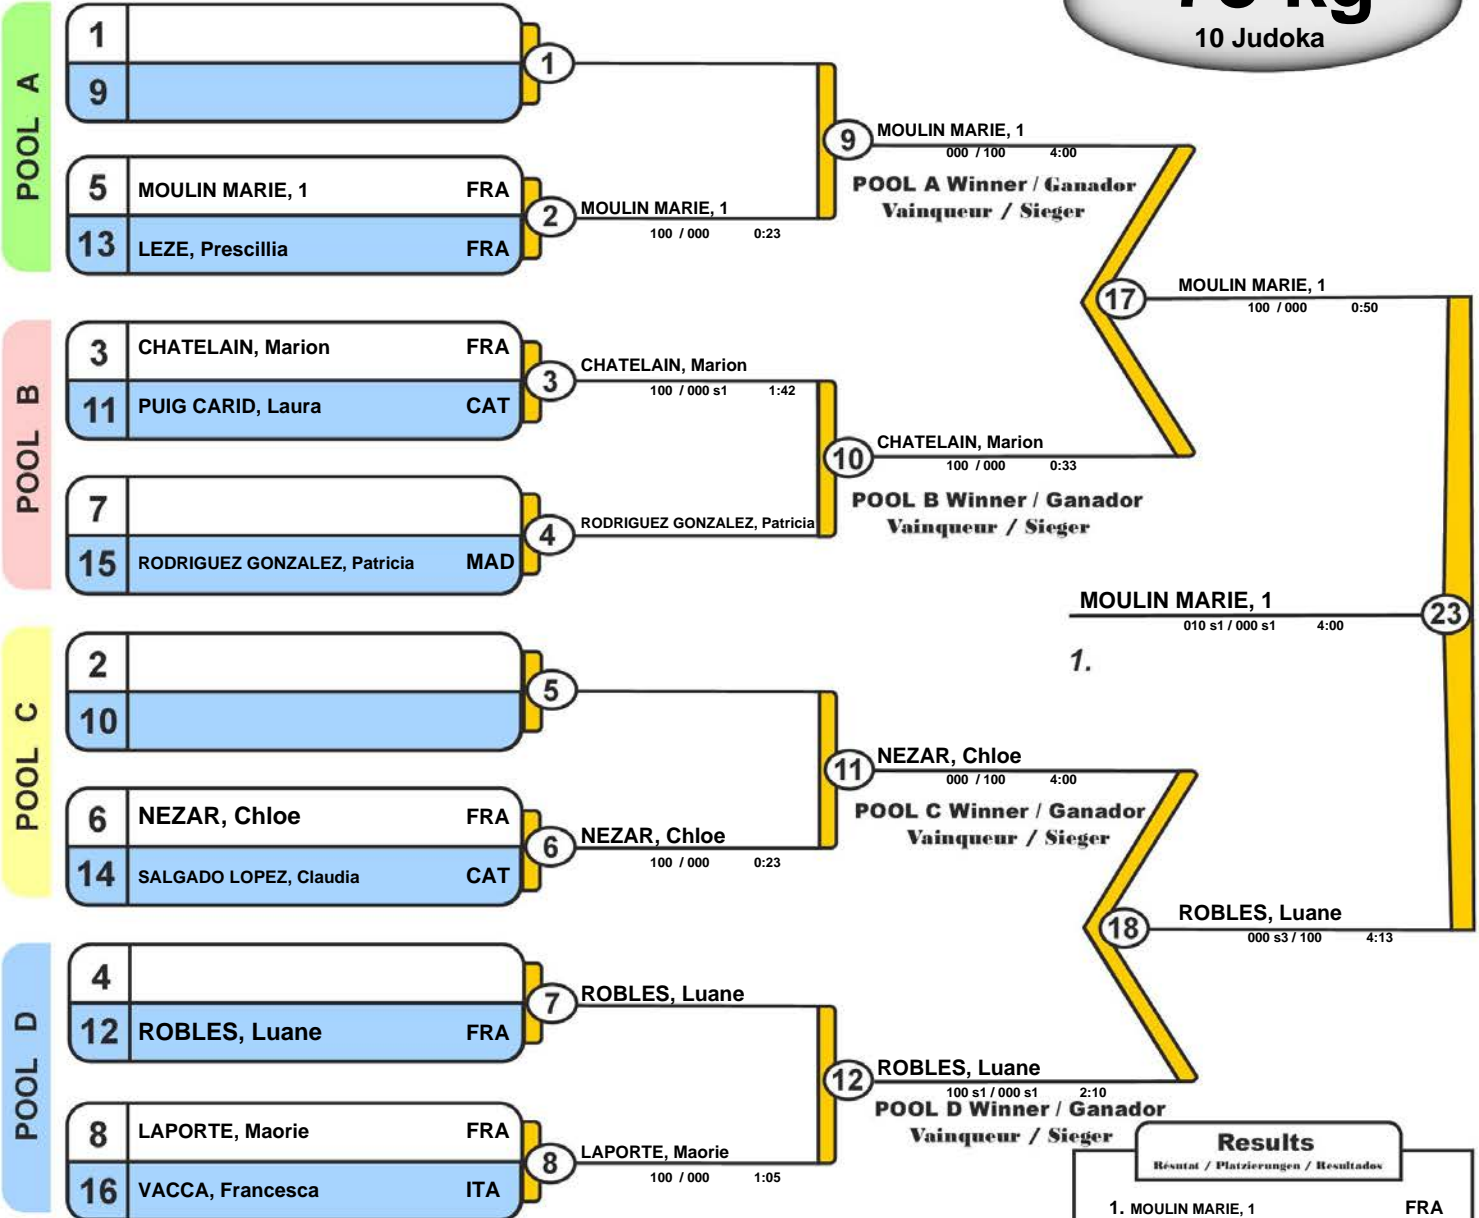 10 Judoka
POOL A
1
9
1
5 MOULIN MARIE, 1 FRA
13 LEZE, Prescillia FRA
2
MOULIN MARIE, 1
100 / 000 0:23
9
MOULIN MARIE, 1
000 / 100 4:00
POOL A Winner / Ganador
Vainqueur / Sieger
POOL B
3 CHATELAIN, Marion FRA
11 PUIG CARID, Laura CAT
3
CHATELAIN, Marion
100 / 000 s1 1:42
7
15 RODRIGUEZ GONZALEZ, Patricia MAD
4
RODRIGUEZ GONZALEZ, Patricia
10
CHATELAIN, Marion
100 / 000 0:33
POOL B Winner / Ganador
Vainqueur / Sieger
17
MOULIN MARIE, 1
100 / 000 0:50
MOULIN MARIE, 1
010 s1 / 000 s1 4:00
23
1.
POOL C
2
10
5
6 NEZAR, Chloe FRA
14 SALGADO LOPEZ, Claudia CAT
6
NEZAR, Chloe
100 / 000 0:23
11
NEZAR, Chloe
000 / 100 4:00
POOL C Winner / Ganador
Vainqueur / Sieger
POOL D
4
12 ROBLES, Luane FRA
7
ROBLES, Luane
8 LAPORTE, Maorie FRA
16 VACCA, Francesca ITA
8
LAPORTE, Maorie
100 / 000 1:05
12
ROBLES, Luane
100 s1 / 000 s1 2:10
POOL D Winner / Ganador
Vainqueur / Sieger
18
ROBLES, Luane
000 s3 / 100 4:13
Results
Résutat / Platzierungen / Resultados
1. MOULIN MARIE, 1 FRA